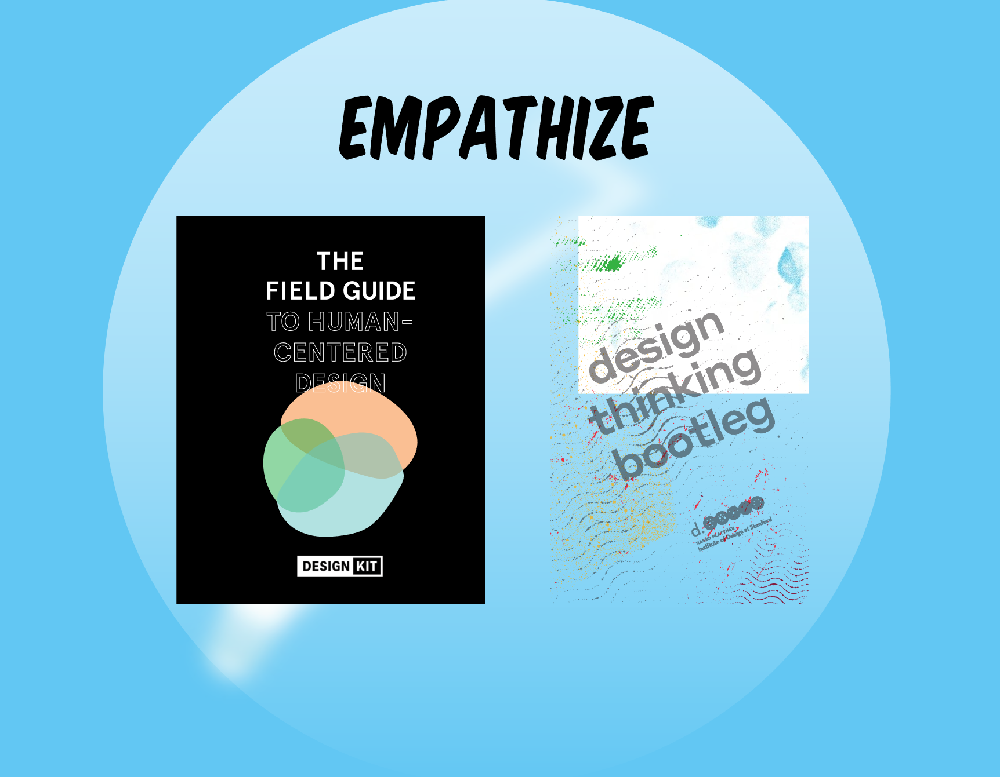 EMPATHIZE
THE
FIELD GUIDE
TO HUMAN-
CENTERED
DESIGN
DESIGN KIT
design
thinking
bootleg
d.
HASSO PLATTNER
Institute of Design at Stanford